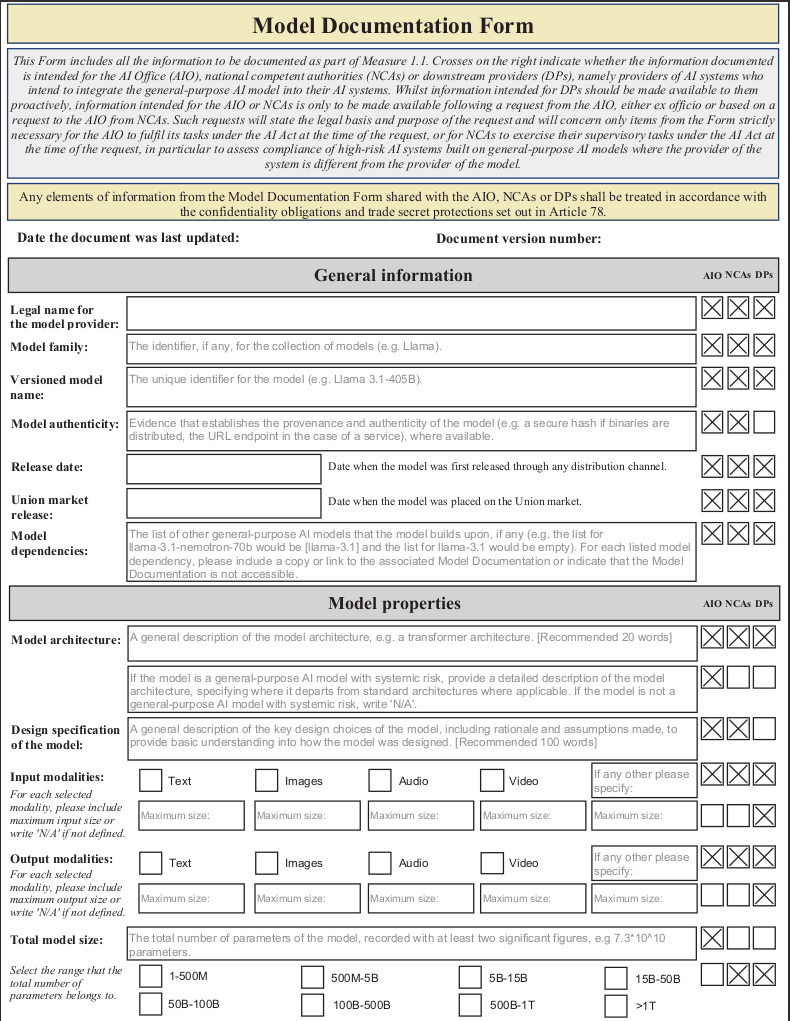 Model Documentation Form
This Form includes all the information to be documented as part of Measure 1.1. Crosses on the right indicate whether the information documented
is intended for the AI Office (AIO), national competent authorities (NCAs) or downstream providers (DPs), namely providers of AI systems who
intend to integrate the general-purpose AI model into their AI systems. Whilst information intended for DPs should be made available to them
proactively, information intended for the AIO or NCAs is only to be made available following a request from the AIO, either ex officio or based on a
request to the AIO from NCAs. Such requests will state the legal basis and purpose of the request and will concern only items from the Form strictly
necessary for the AIO to fulfil its tasks under the AI Act at the time of the request, or for NCAs to exercise their supervisory tasks under the AI Act at
the time of the request, in particular to assess compliance of high-risk AI systems built on general-purpose AI models where the provider of the
system is different from the provider of the model.
Any elements of information from the Model Documentation Form shared with the AIO, NCAs or DPs shall be treated in accordance with
the confidentiality obligations and trade secret protections set out in Article 78.
Date the document was last updated: Document version number:
General information AIO NCAs DPs
Legal name for
the model provider:
Model family: The identifier, if any, for the collection of models (e.g. Llama).
Versioned model
name:
The unique identifier for the model (e.g. Llama 3.1-405B).
Model authenticity: Evidence that establishes the provenance and authenticity of the model (e.g. a secure hash if binaries are
distributed, the URL endpoint in the case of a service), where available.
Release date: Date when the model was first released through any distribution channel.
Union market
release:
Date when the model was placed on the Union market.
Model
dependencies:
The list of other general-purpose AI models that the model builds upon, if any (e.g. the list for
llama-3.1-nemotron-70b would be [llama-3.1] and the list for llama-3.1 would be empty). For each listed model
dependency, please include a copy or link to the associated Model Documentation or indicate that the Model
Documentation is not accessible.
Model properties AIO NCAs DPs
Model architecture: A general description of the model architecture, e.g. a transformer architecture. [Recommended 20 words]
If the model is a general-purpose AI model with systemic risk, provide a detailed description of the model
architecture, specifying where it departs from standard architectures where applicable. If the model is not a
general-purpose AI model with systemic risk, write 'N/A'.
Design specification
of the model:
A general description of the key design choices of the model, including rationale and assumptions made, to
provide basic understanding into how the model was designed. [Recommended 100 words]
Input modalities: Text Images Audio Video If any other please
specify:
For each selected
modality, please include
maximum input size or
write 'N/A' if not defined.
Maximum size: Maximum size: Maximum size: Maximum size: Maximum size:
Output modalities: Text Images Audio Video If any other please
specify:
For each selected
modality, please include
maximum output size or
write 'N/A' if not defined.
Maximum size: Maximum size: Maximum size: Maximum size: Maximum size:
Total model size: The total number of parameters of the model, recorded with at least two significant figures, e.g 7.3*10^10
parameters.
Select the range that the
total number of
parameters belongs to.
1-500M 500M-5B 5B-15B 15B-50B
50B-100B 100B-500B 500B-1T >1T